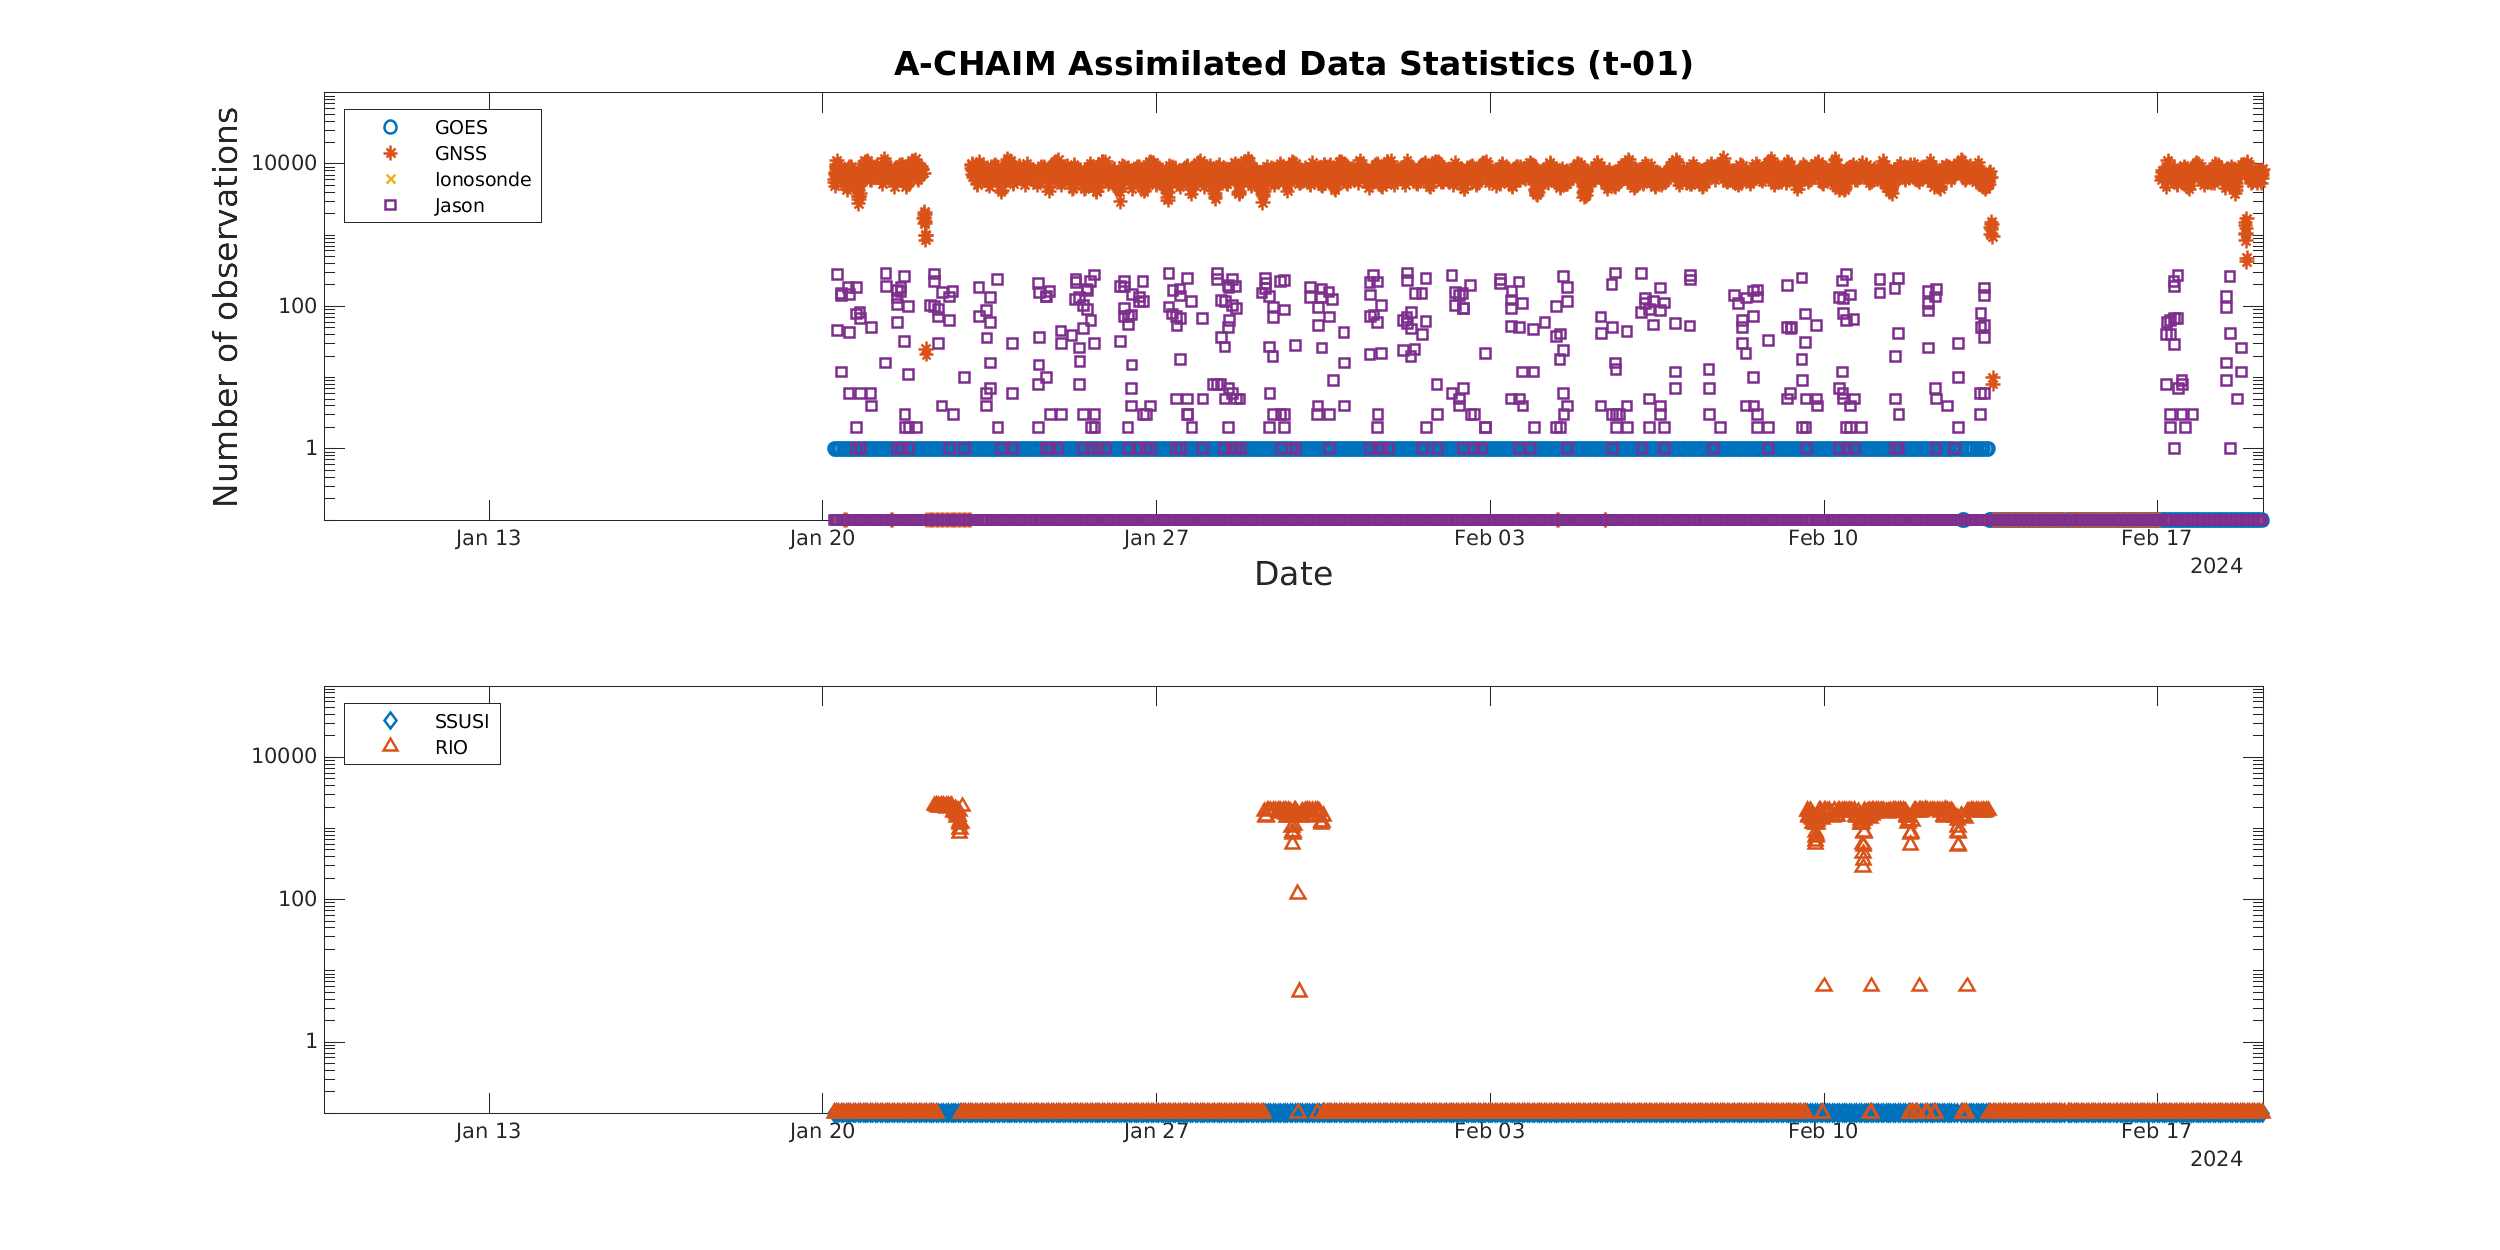 A-CHAIM Assimilated Data Statistics (t-01)
Number of observations
10000
100
1
GOES
GNSS
Ionosonde
Jason
Jan 13
Jan 20
Jan 27
Feb 03
Feb 10
Feb 17
2024
Date
10000
100
1
SSUSI
RIO
Jan 13
Jan 20
Jan 27
Feb 03
Feb 10
Feb 17
2024